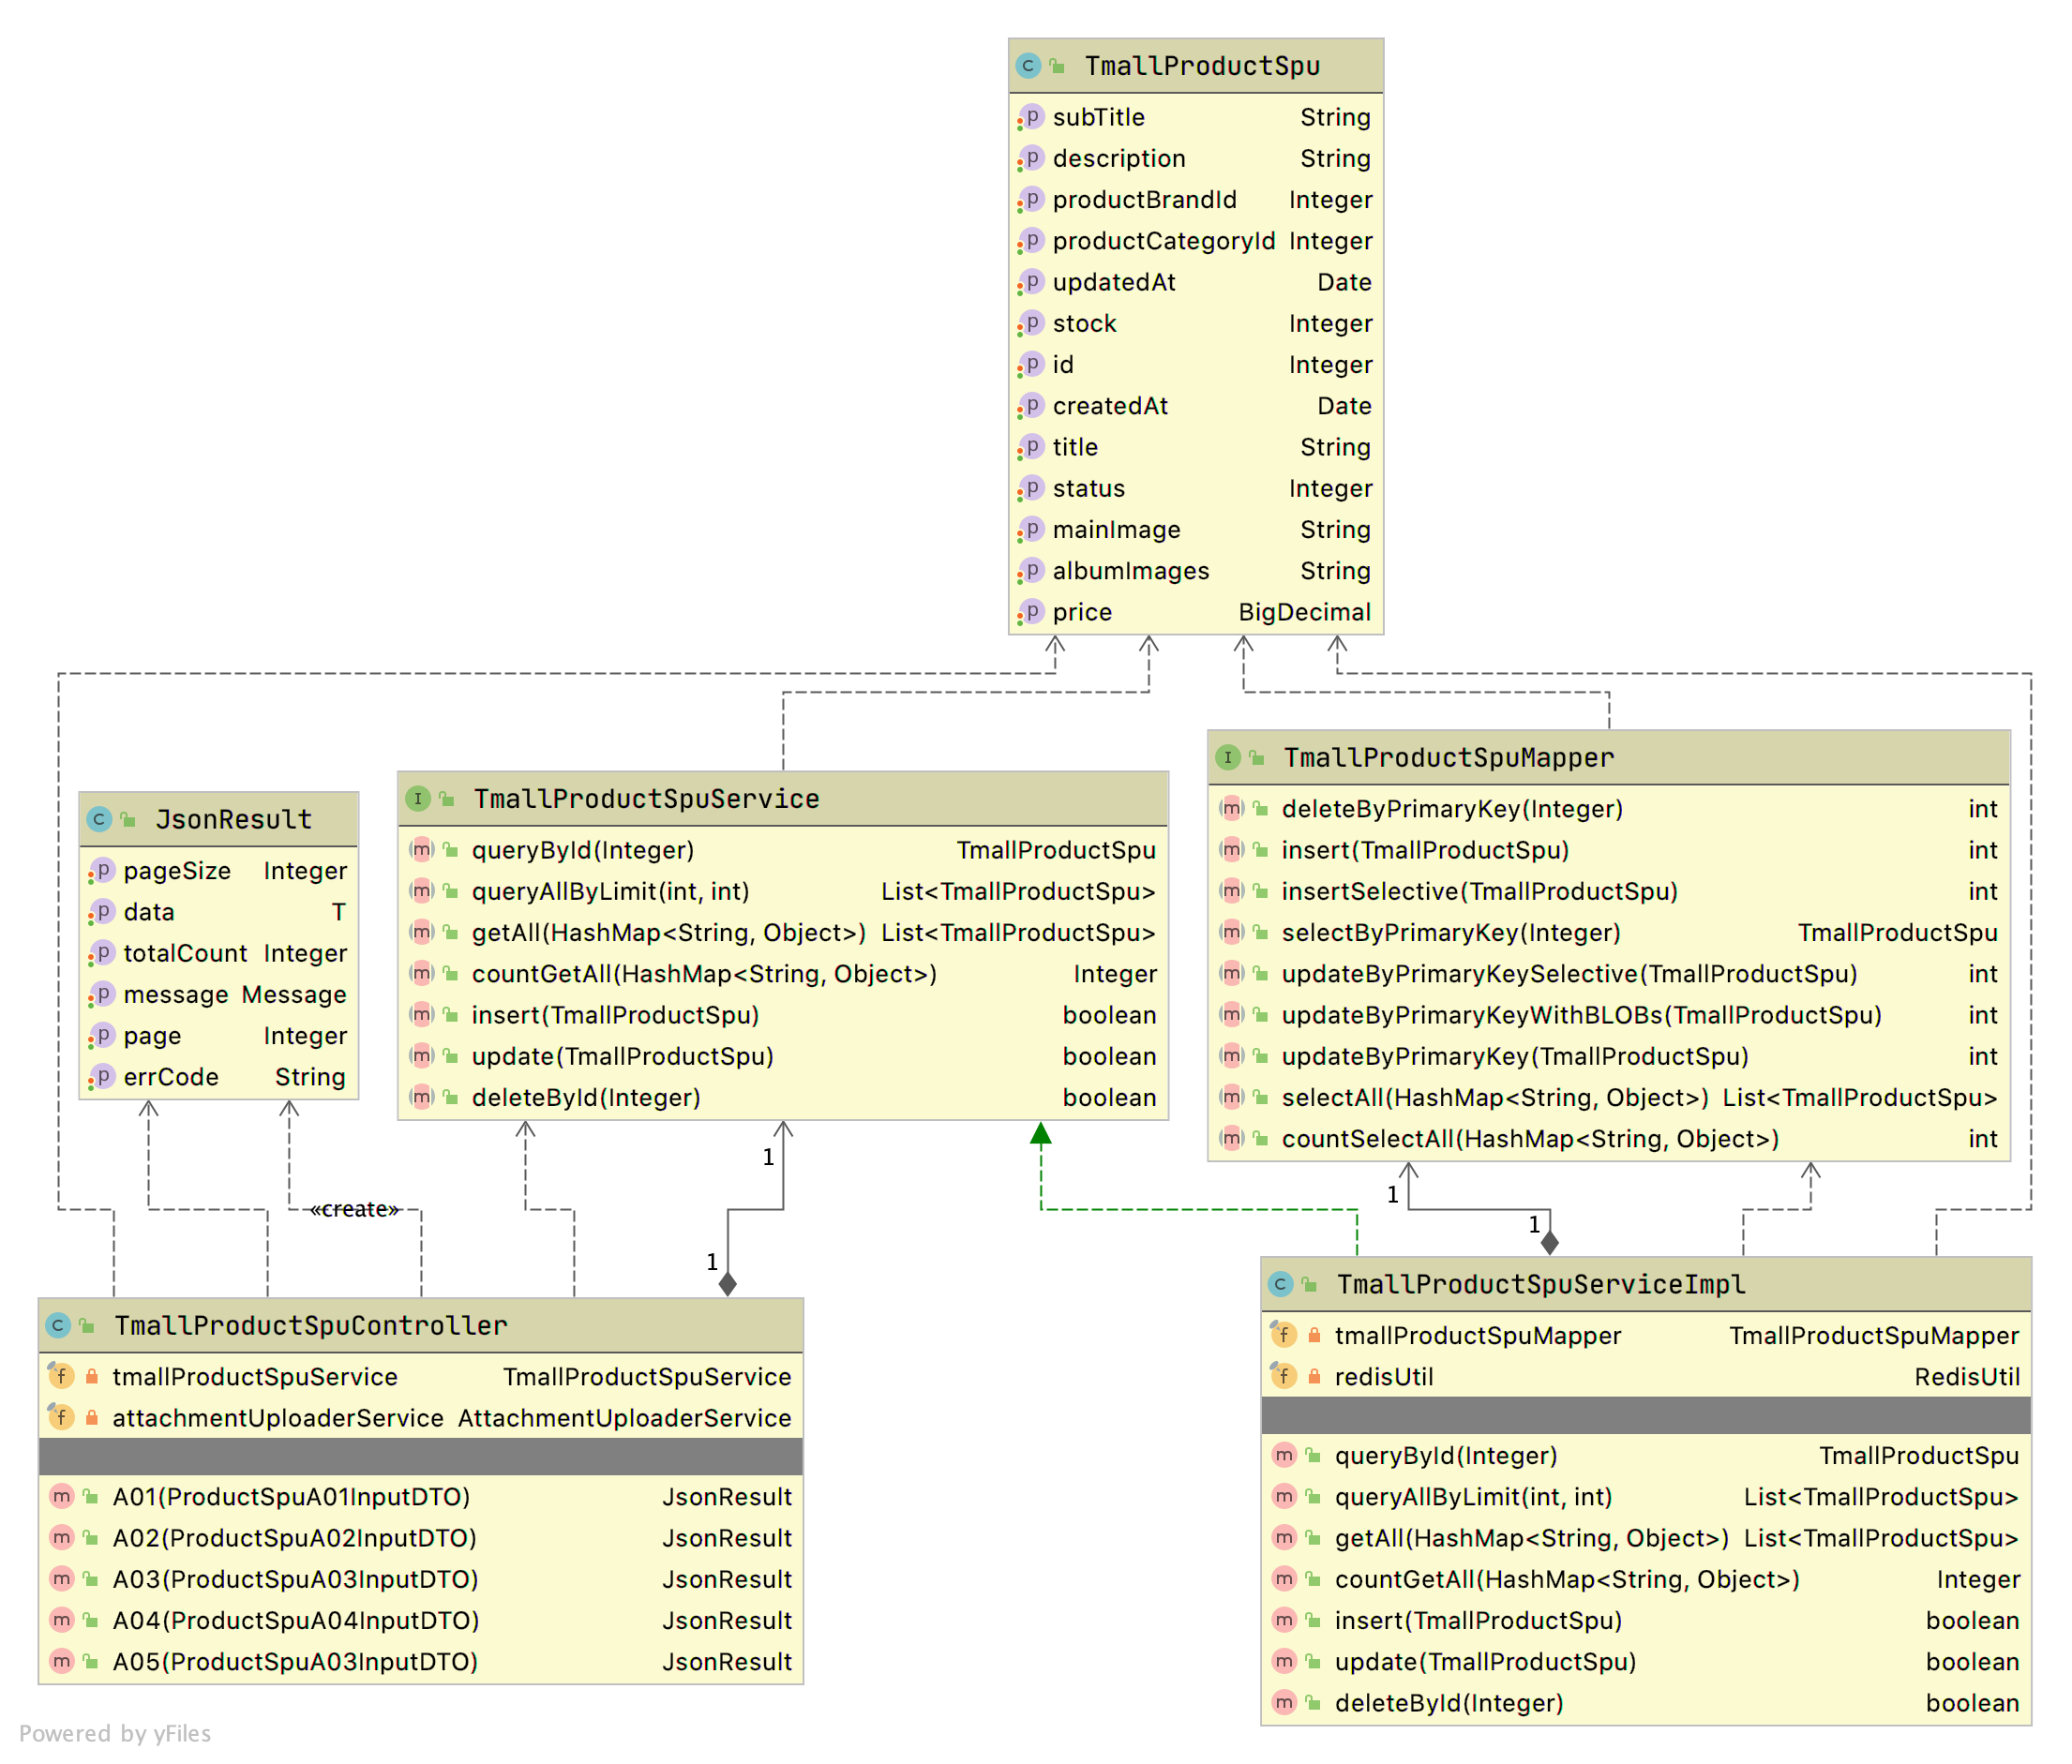 TmallProductSpu
subTitle String
description String
productBrandId Integer
productCategoryId Integer
updatedAt Date
stock Integer
id Integer
createdAt Date
title String
status Integer
mainImage String
albumImages String
price BigDecimal
JsonResult
pageSize Integer
data T
totalCount Integer
message Message
page Integer
errCode String
TmallProductSpuService
queryById(Integer) TmallProductSpu
queryAllByLimit(int, int) List<TmallProductSpu>
getAll(HashMap<String, Object>) List<TmallProductSpu>
countGetAll(HashMap<String, Object>) Integer
insert(TmallProductSpu) boolean
update(TmallProductSpu) boolean
deleteById(Integer) boolean
TmallProductSpuMapper
deleteByPrimaryKey(Integer) int
insert(TmallProductSpu) int
insertSelective(TmallProductSpu) int
selectByPrimaryKey(Integer) TmallProductSpu
updateByPrimaryKeySelective(TmallProductSpu) int
updateByPrimaryKeyWithBLOBs(TmallProductSpu) int
updateByPrimaryKey(TmallProductSpu) int
selectAll(HashMap<String, Object>) List<TmallProductSpu>
countSelectAll(HashMap<String, Object>) int
1
1
«create»
1
1
TmallProductSpuController
tmallProductSpuService TmallProductSpuService
attachmentUploaderService AttachmentUploaderService
A01(ProductSpuA01InputDTO) JsonResult
A02(ProductSpuA02InputDTO) JsonResult
A03(ProductSpuA03InputDTO) JsonResult
A04(ProductSpuA04InputDTO) JsonResult
A05(ProductSpuA03InputDTO) JsonResult
TmallProductSpuServiceImpl
tmallProductSpuMapper TmallProductSpuMapper
redisUtil RedisUtil
queryById(Integer) TmallProductSpu
queryAllByLimit(int, int) List<TmallProductSpu>
getAll(HashMap<String, Object>) List<TmallProductSpu>
countGetAll(HashMap<String, Object>) Integer
insert(TmallProductSpu) boolean
update(TmallProductSpu) boolean
deleteById(Integer) boolean
Powered by yFiles